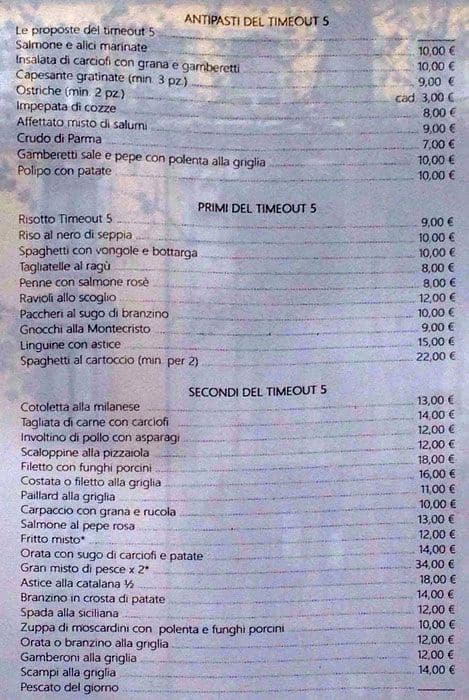 ANTIPASTI DEL TIMEOUT 5
Le proposte del timeout 5
Salmone e alici marinate 10,00 €
Insalata di carciofi con grana e gamberetti 10,00 €
Capesante gratinate (min. 3 pz.) 9,00 €
Ostriche (min. 2 pz.) cad 3,00 €
Impepata di cozze 8,00 €
Affettato misto di salumi 9,00 €
Crudo di Parma 7,00 €
Gamberetti sale e pepe con polenta alla griglia 10,00 €
Polipo con patate 10,00 €
PRIMI DEL TIMEOUT 5
Risotto Timeout 5 9,00 €
Riso al nero di seppia 10,00 €
Spaghetti con vongole e bottarga 10,00 €
Tagliatelle al ragù 8,00 €
Penne con salmone rosè 8,00 €
Ravioli allo scoglio 12,00 €
Paccheri al sugo di branzino 10,00 €
Gnocchi alla Montecristo 9,00 €
Linguine con astice 15,00 €
Spaghetti al cartoccio (min. per 2) 22,00 €
SECONDI DEL TIMEOUT 5
Cotoletta alla milanese 13,00 €
Tagliata di carne con carciofi 14,00 €
Involtino di pollo con asparagi 12,00 €
Scaloppine alla pizzaiola 12,00 €
Filetto con funghi porcini 18,00 €
Costata o filetto alla griglia 16,00 €
Paillard alla griglia 11,00 €
Carpaccio con grana e rucola 10,00 €
Salmone al pepe rosa 13,00 €
Fritto misto* 12,00 €
Orata con sugo di carciofi e patate 14,00 €
Gran misto di pesce x 2* 34,00 €
Astice alla catalana ½ 18,00 €
Branzino in crosta di patate 14,00 €
Spada alla siciliana 12,00 €
Zuppa di moscardini con polenta e funghi porcini 10,00 €
Orata o branzino alla griglia 12,00 €
Gamberoni alla griglia 12,00 €
Scampi alla griglia 14,00 €
Pescato del giorno